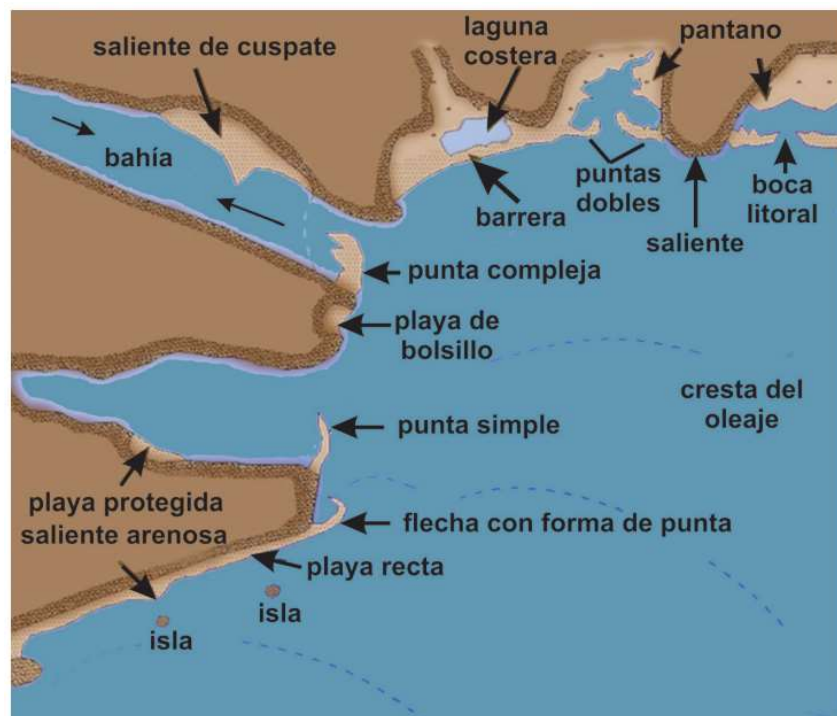 saliente de cuspate
laguna
costera
pantano
bahía
barrera
puntas
dobles
saliente
boca
litoral
punta compleja
playa de
bolsillo
cresta del
oleaje
punta simple
playa protegida
saliente arenosa
flecha con forma de punta
playa recta
isla
isla